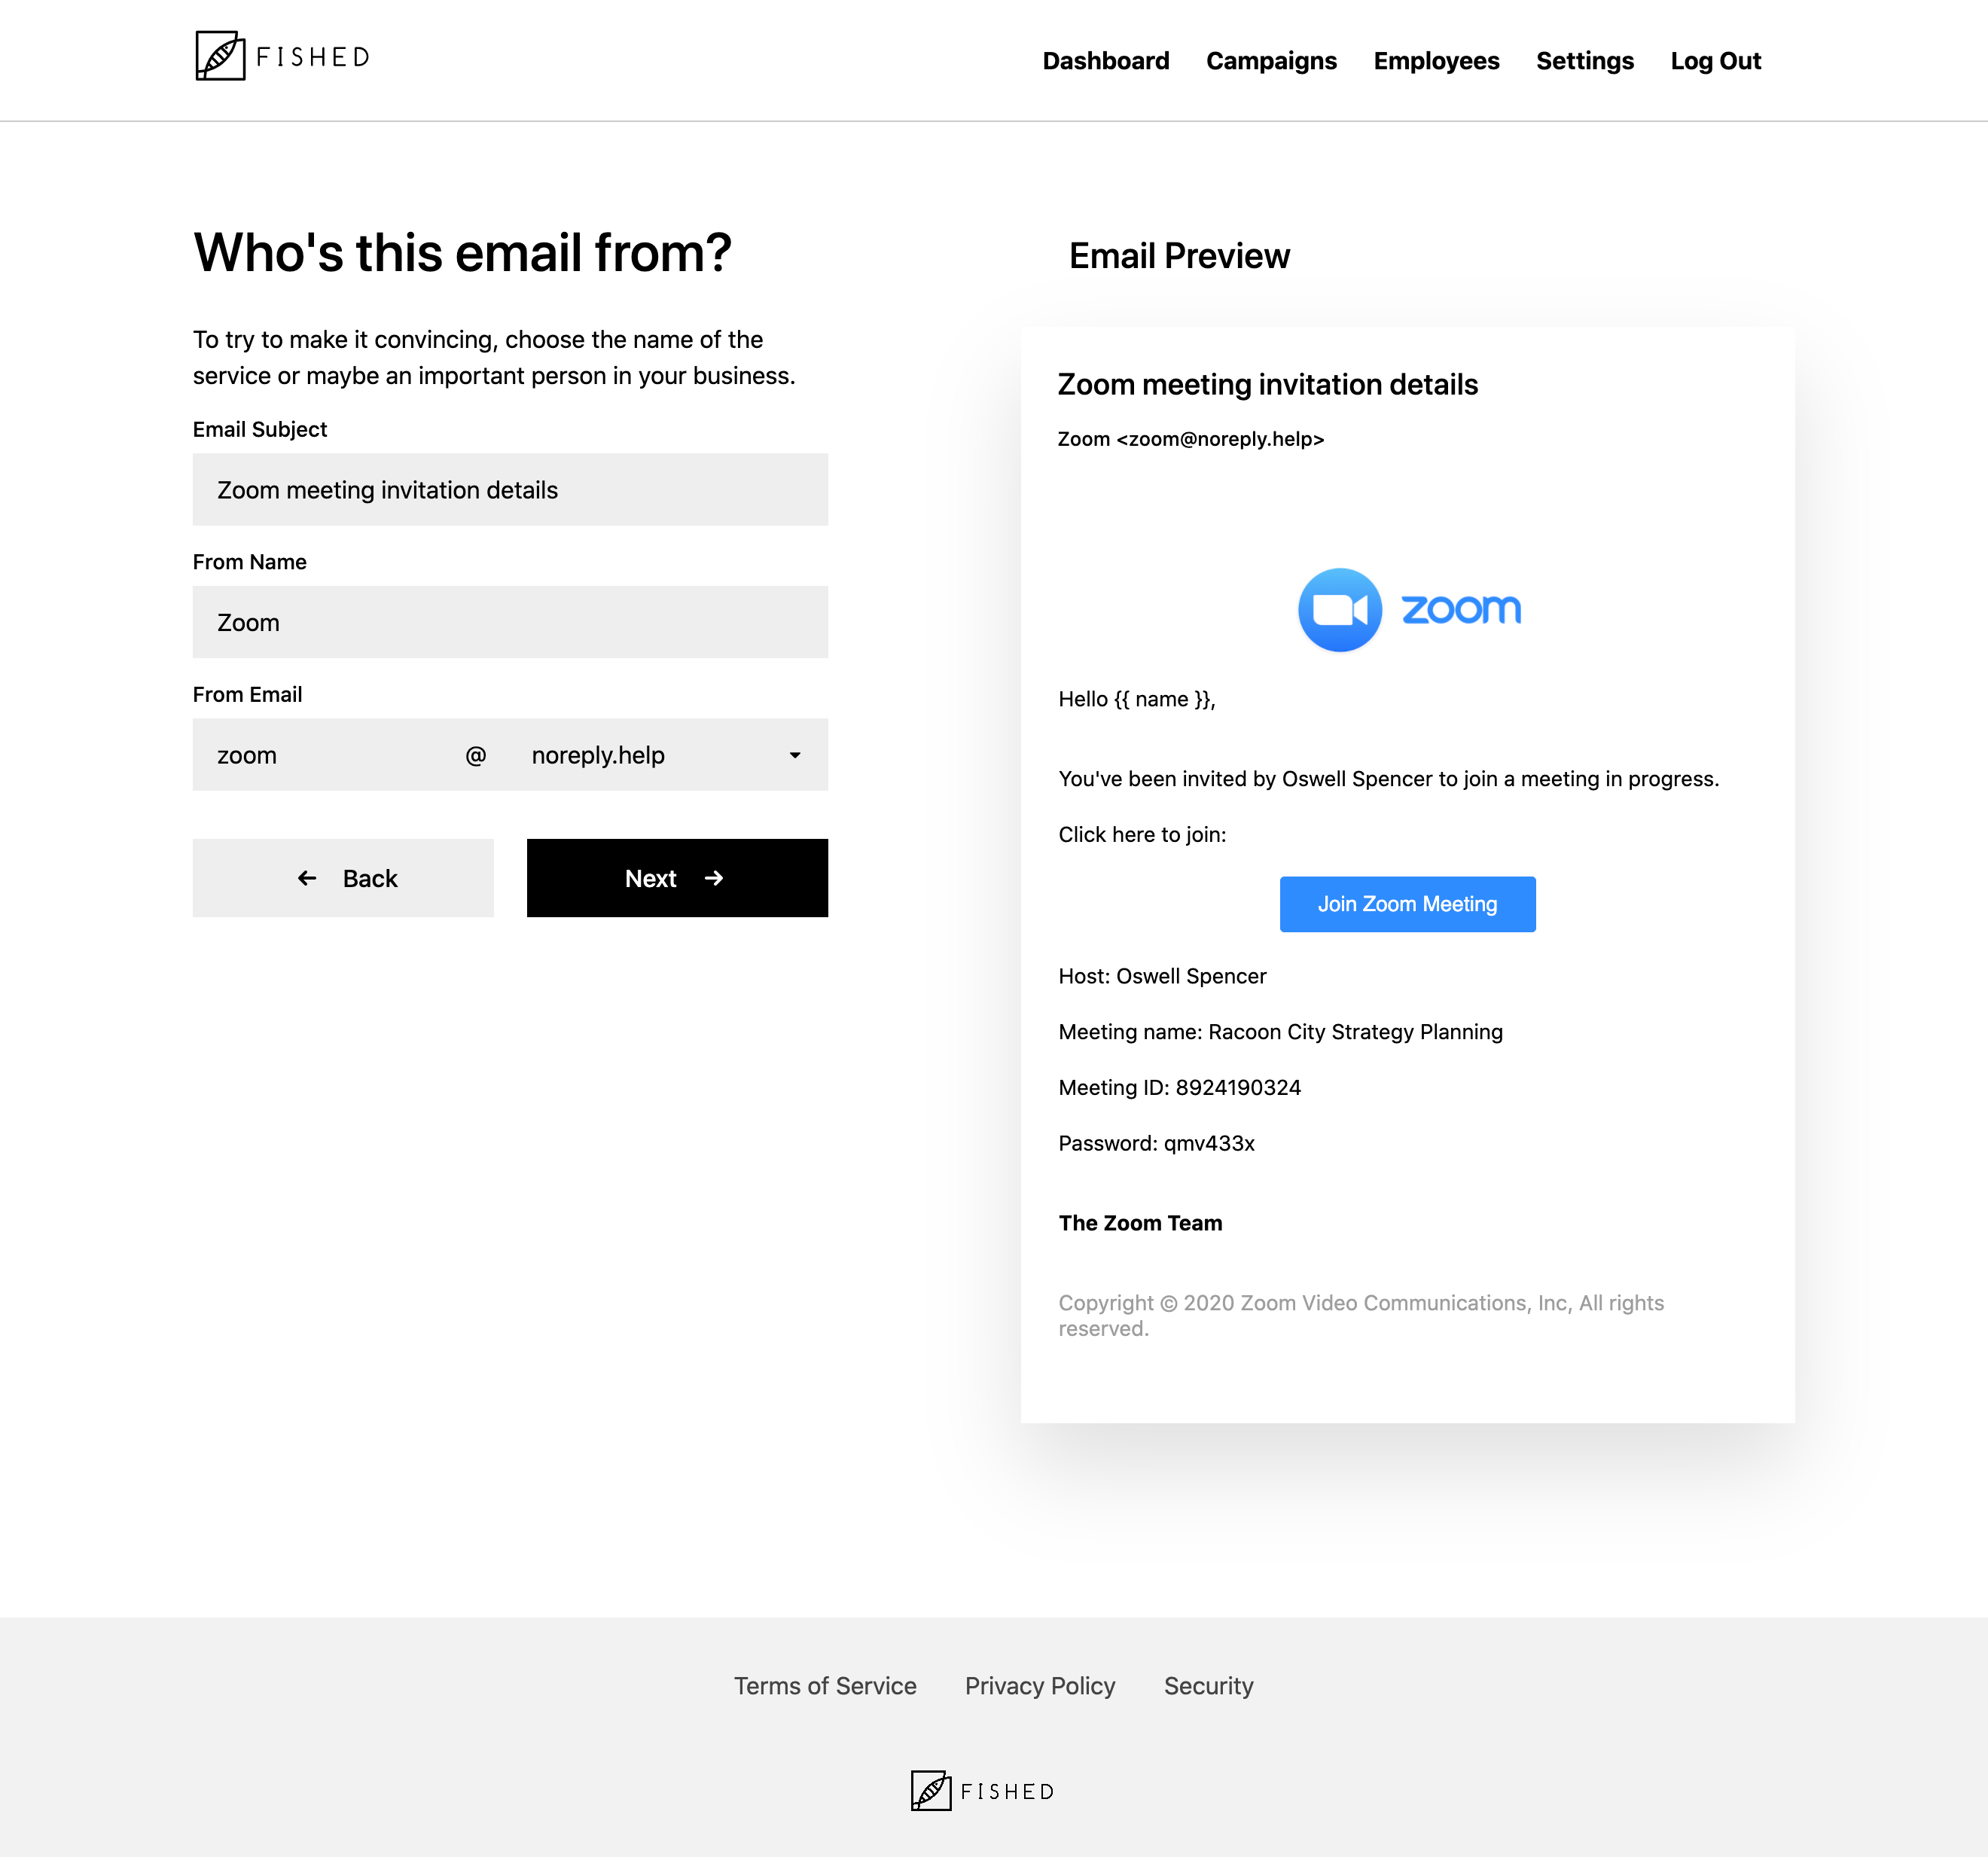 FISHED
Dashboard Campaigns Employees Settings Log Out
Who's this email from?
To try to make it convincing, choose the name of the
service or maybe an important person in your business.
Email Subject
Zoom meeting invitation details
From Name
Zoom
From Email
zoom @ noreply.help
Back Next
Email Preview
Zoom meeting invitation details
Zoom <zoom@noreply.help>
zoom
Hello {{ name }},
You've been invited by Oswell Spencer to join a meeting in progress.
Click here to join:
Join Zoom Meeting
Host: Oswell Spencer
Meeting name: Racoon City Strategy Planning
Meeting ID: 8924190324
Password: qmv433x
The Zoom Team
Copyright © 2020 Zoom Video Communications, Inc, All rights
reserved.
Terms of Service Privacy Policy Security
FISHED